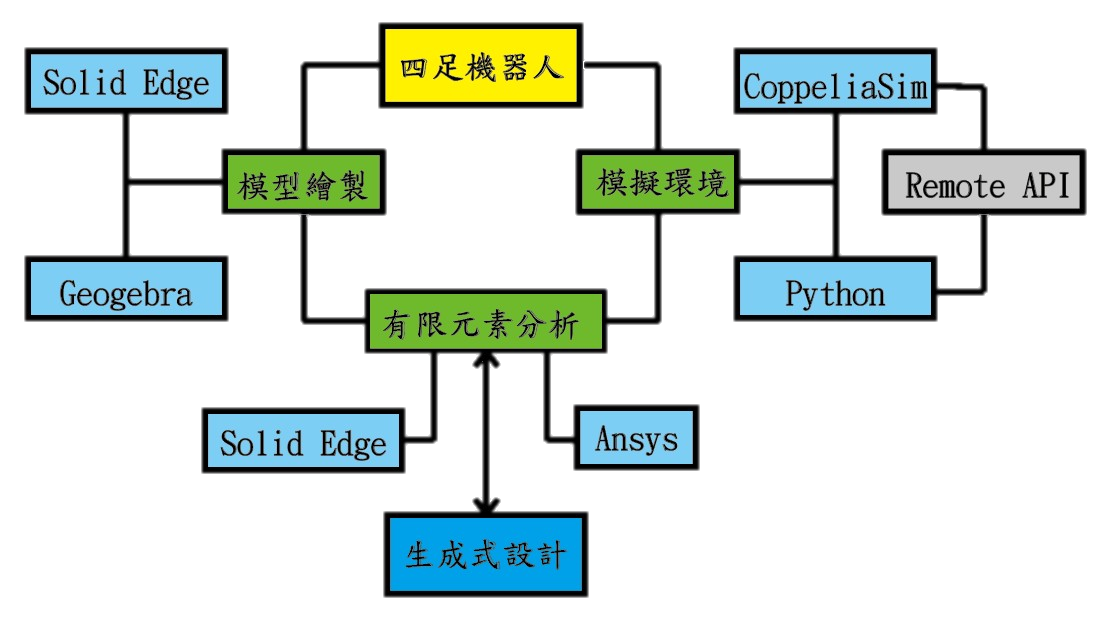 四足機器人
Solid Edge
CoppeliaSim
模型繪製
模擬環境
Remote API
Geogebra
Python
有限元素分析
Solid Edge
Ansys
生成式設計